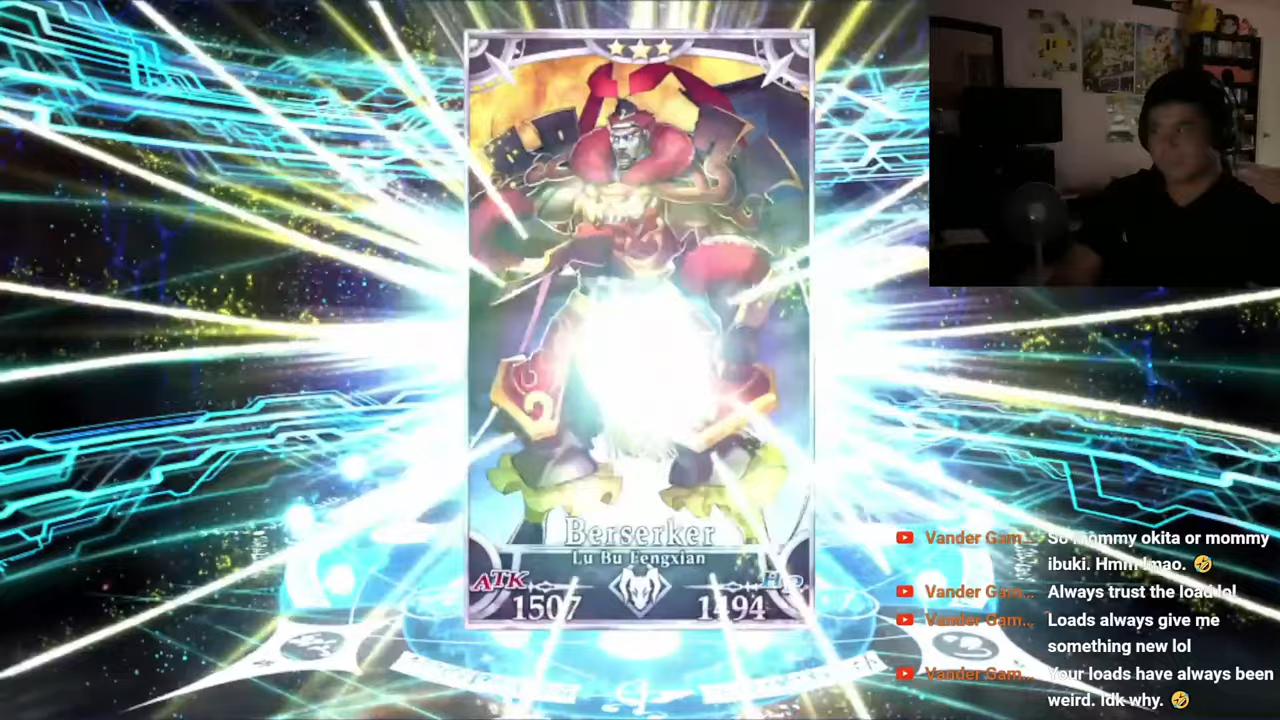 Berserker
Lu Bu Fengxian
ATK
HP
1507
1494
Vander Gam... So mommy okita or mommy
ibuki. Hmm lmao. 🤣
Vander Gam... Always trust the load lol
Vander Gam... Loads always give me
something new lol
Vander Gam... Your loads have always been
weird. Idk why. 🤣